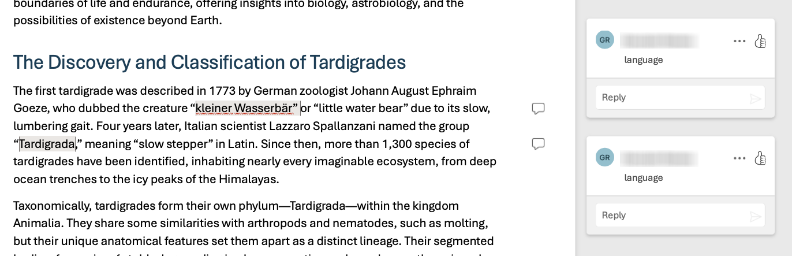 boundaries of life and endurance, offering insights into biology, astrobiology, and the
possibilities of existence beyond Earth.
The Discovery and Classification of Tardigrades
The first tardigrade was described in 1773 by German zoologist Johann August Ephraim
Goeze, who dubbed the creature “kleiner Wasserbär” or “little water bear” due to its slow,
lumbering gait. Four years later, Italian scientist Lazzaro Spallanzani named the group
“Tardigrada,” meaning “slow stepper” in Latin. Since then, more than 1,300 species of
tardigrades have been identified, inhabiting nearly every imaginable ecosystem, from deep
ocean trenches to the icy peaks of the Himalayas.
Taxonomically, tardigrades form their own phylum—Tardigrada—within the kingdom
Animalia. They share some similarities with arthropods and nematodes, such as molting,
but their unique anatomical features set them apart as a distinct lineage. Their segmented
GR
language
Reply
GR
language
Reply